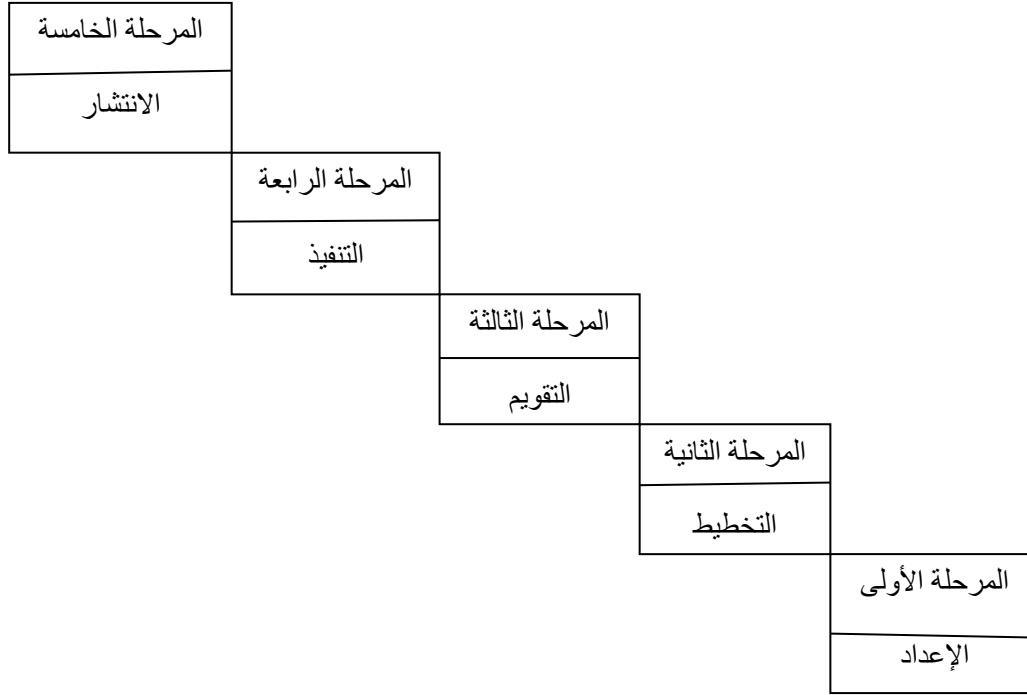 المرحلة الخامسة
الانتشار
المرحلة الرابعة
التنفيذ
المرحلة الثالثة
التقويم
المرحلة الثانية
التخطيط
المرحلة الأولى
الإعداد